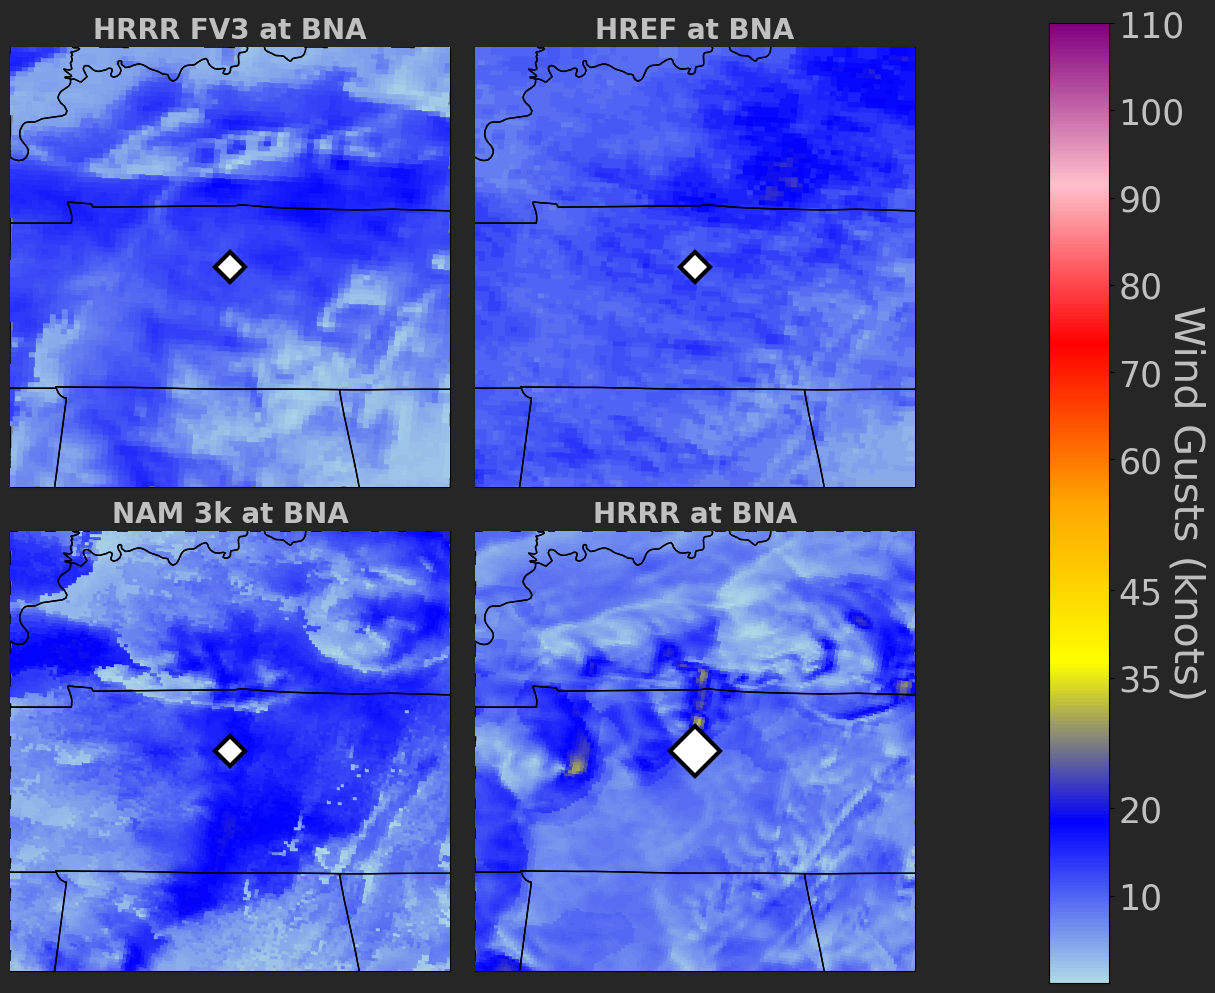 HRRR FV3 at BNA
HREF at BNA
NAM 3k at BNA
HRRR at BNA
110
100
90
80
70
60
45
35
20
10
Wind Gusts (knots)